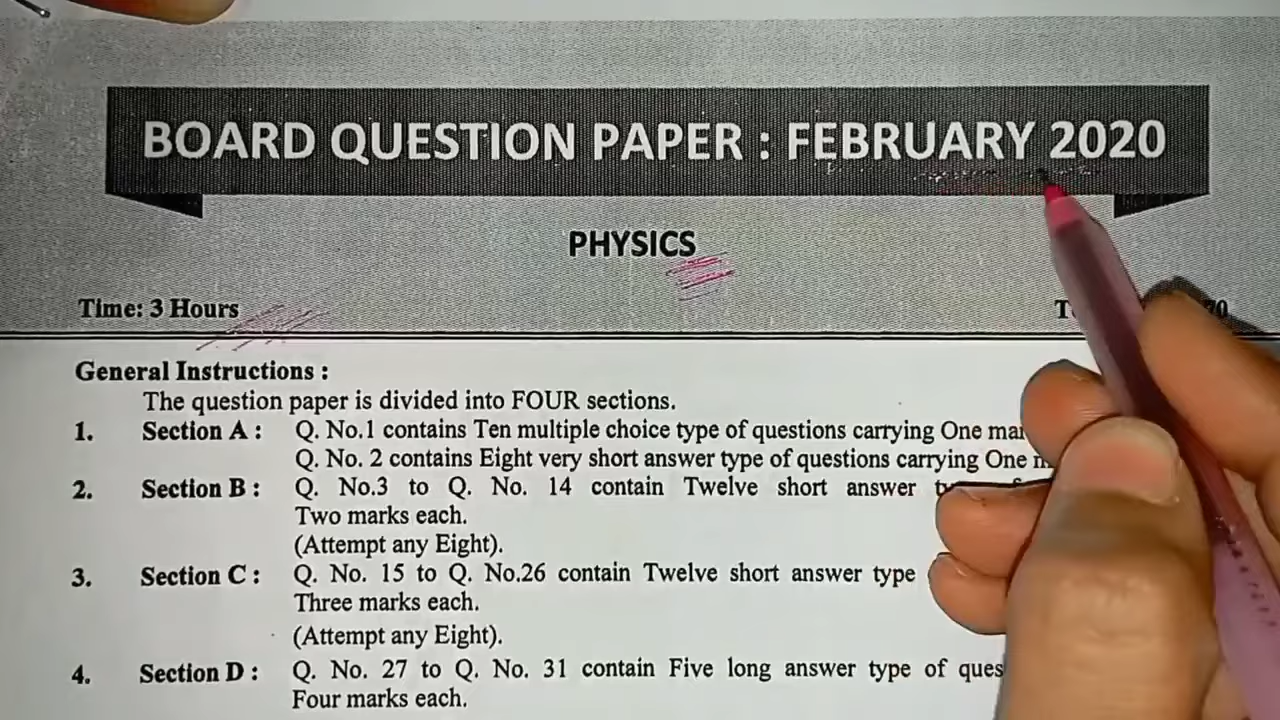 BOARD QUESTION PAPER : FEBRUARY 2020
PHYSICS
Time: 3 Hours 70
General Instructions :
The question paper is divided into FOUR sections.
1. Section A : Q. No.1 contains Ten multiple choice type of questions carrying One
Q. No. 2 contains Eight very short answer type of questions carrying One
2. Section B : Q. No.3 to Q. No. 14 contain Twelve short answer
Two marks each.
(Attempt any Eight).
3. Section C : Q. No. 15 to Q. No.26 contain Twelve short answer type
Three marks each.
(Attempt any Eight).
4. Section D : Q. No. 27 to Q. No. 31 contain Five long answer type of ques
Four marks each.